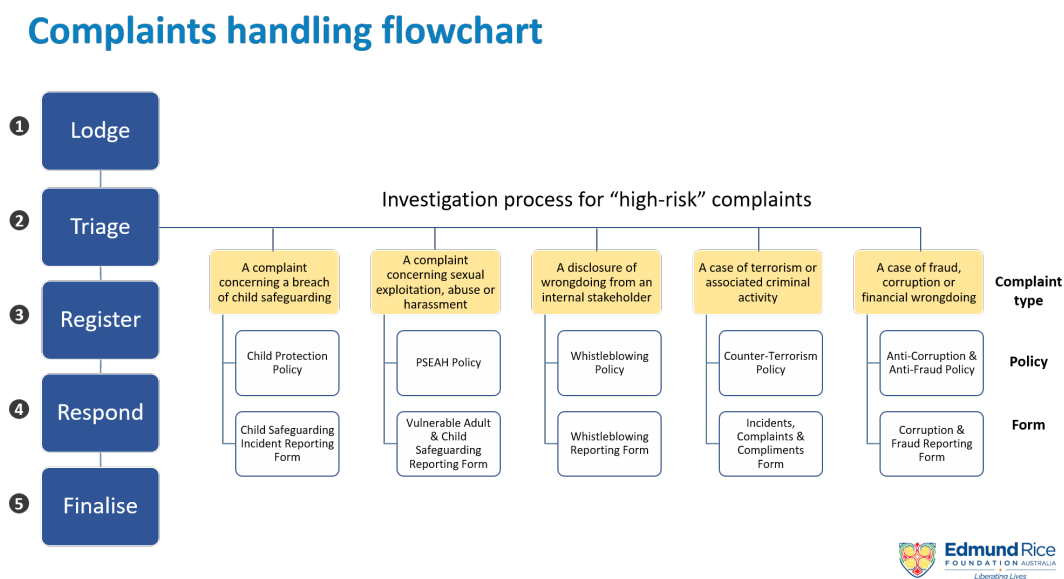 Complaints handling flowchart
1
Lodge
2
Triage
3
Register
4
Respond
5
Finalise
Investigation process for “high-risk” complaints
A complaint
concerning a breach
of child safeguarding
A complaint
concerning sexual
exploitation, abuse or
harassment
A disclosure of
wrongdoing from an
internal stakeholder
A case of terrorism or
associated criminal
activity
A case of fraud,
corruption or
financial wrongdoing
Complaint
type
Child Protection
Policy
PSEAH Policy
Whistleblowing
Policy
Counter-Terrorism
Policy
Anti-Corruption &
Anti-Fraud Policy
Policy
Child Safeguarding
Incident Reporting
Form
Vulnerable Adult
& Child
Safeguarding
Reporting Form
Whistleblowing
Reporting Form
Incidents,
Complaints &
Compliments
Form
Corruption &
Fraud Reporting
Form
Form
Edmund Rice
FOUNDATION AUSTRALIA
Liberating Lives